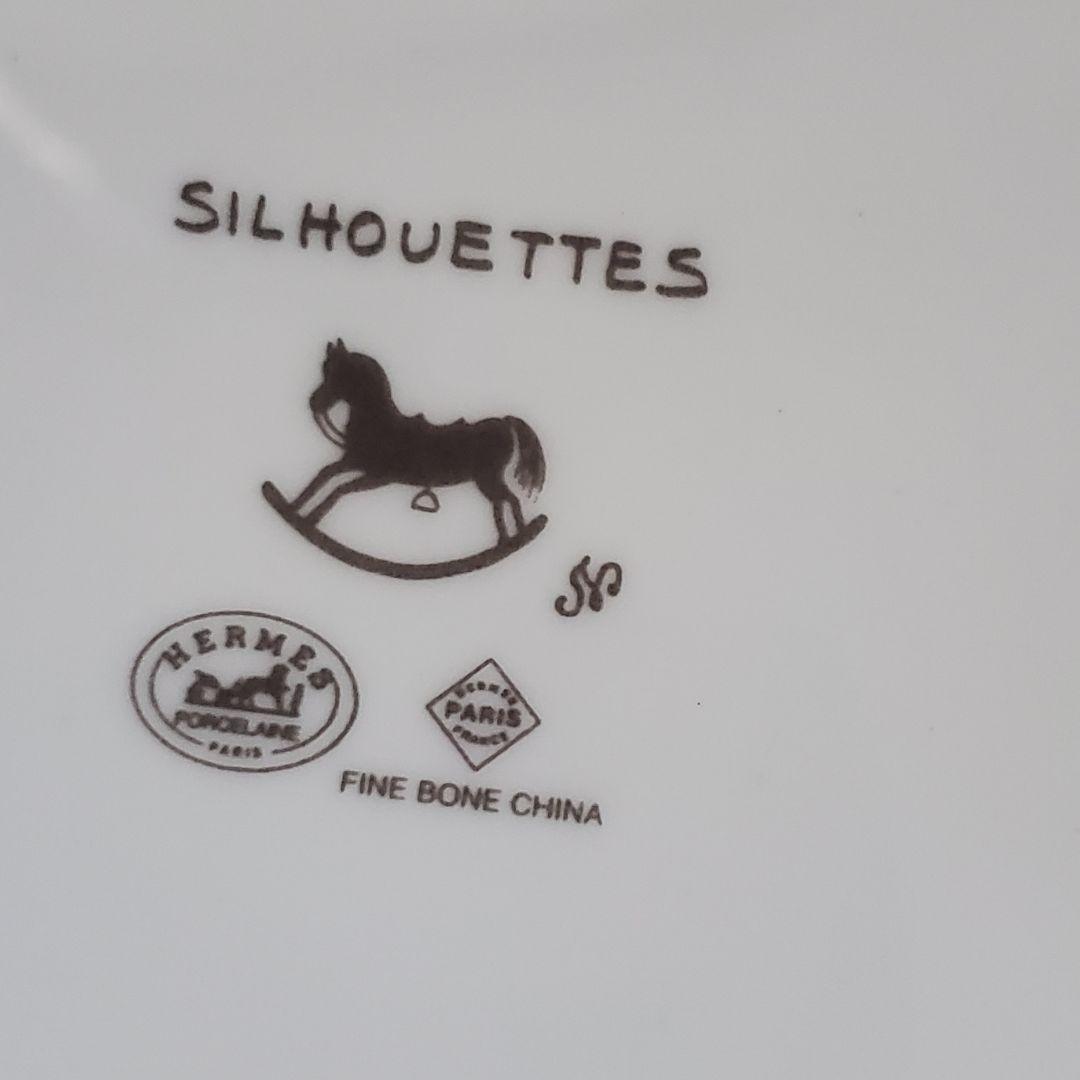 SILHOUETTES
N
HERMES
PORCELAINE
PARIS
HERMES
PARIS
FRANCE
FINE BONE CHINA